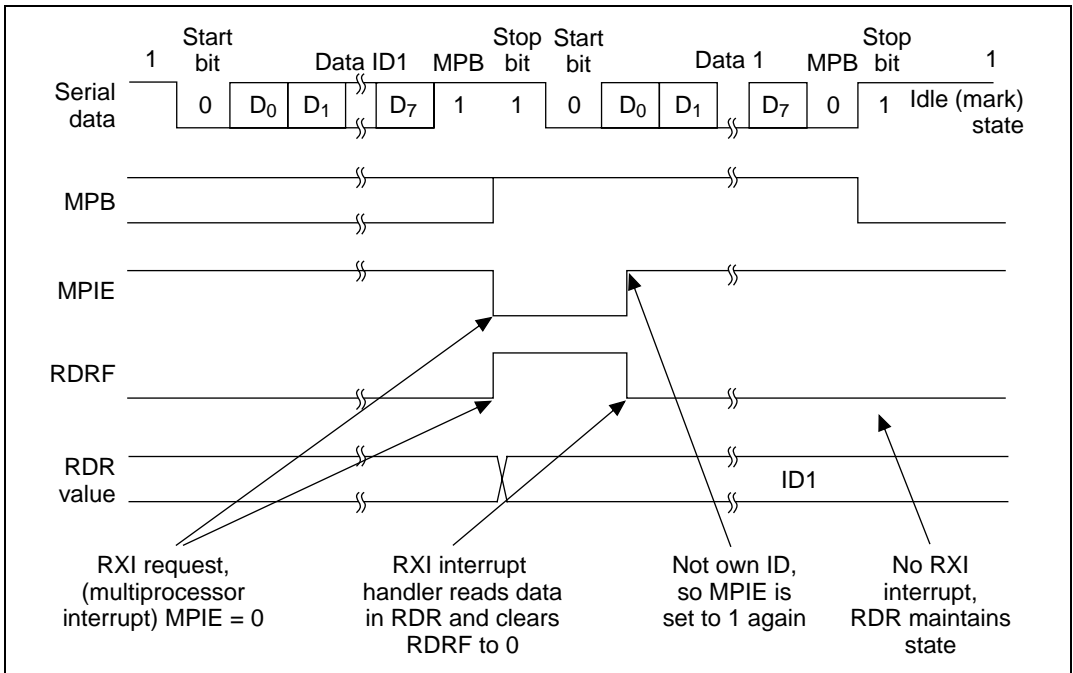 1 Start bit Data ID1 MPB Stop bit Start bit Data 1 MPB Stop bit 1
Serial data 0 D0 D1 D7 1 1 0 D0 D1 D7 0 1 Idle (mark) state
MPB
MPIE
RDRF
RDR value ID1
RXI request,
(multiprocessor
interrupt) MPIE = 0
RXI interrupt
handler reads data
in RDR and clears
RDRF to 0
Not own ID,
so MPIE is
set to 1 again
No RXI
interrupt,
RDR maintains
state